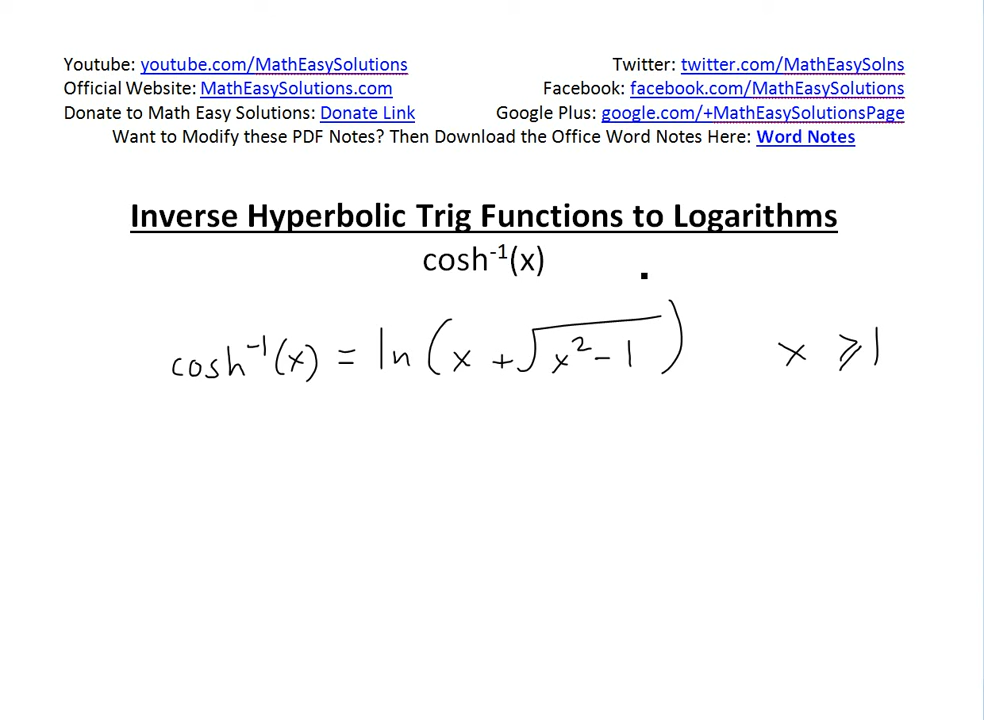 Youtube: youtube.com/MathEasySolutions Twitter: twitter.com/MathEasySolns
Official Website: MathEasySolutions.com Facebook: facebook.com/MathEasySolutions
Donate to Math Easy Solutions: Donate Link Google Plus: google.com/+MathEasySolutionsPage
Want to Modify these PDF Notes? Then Download the Office Word Notes Here: Word Notes
Inverse Hyperbolic Trig Functions to Logarithms
cosh⁻¹(x)
cosh⁻¹(x) = ln(x + √(x² − 1)) x ⩾ 1